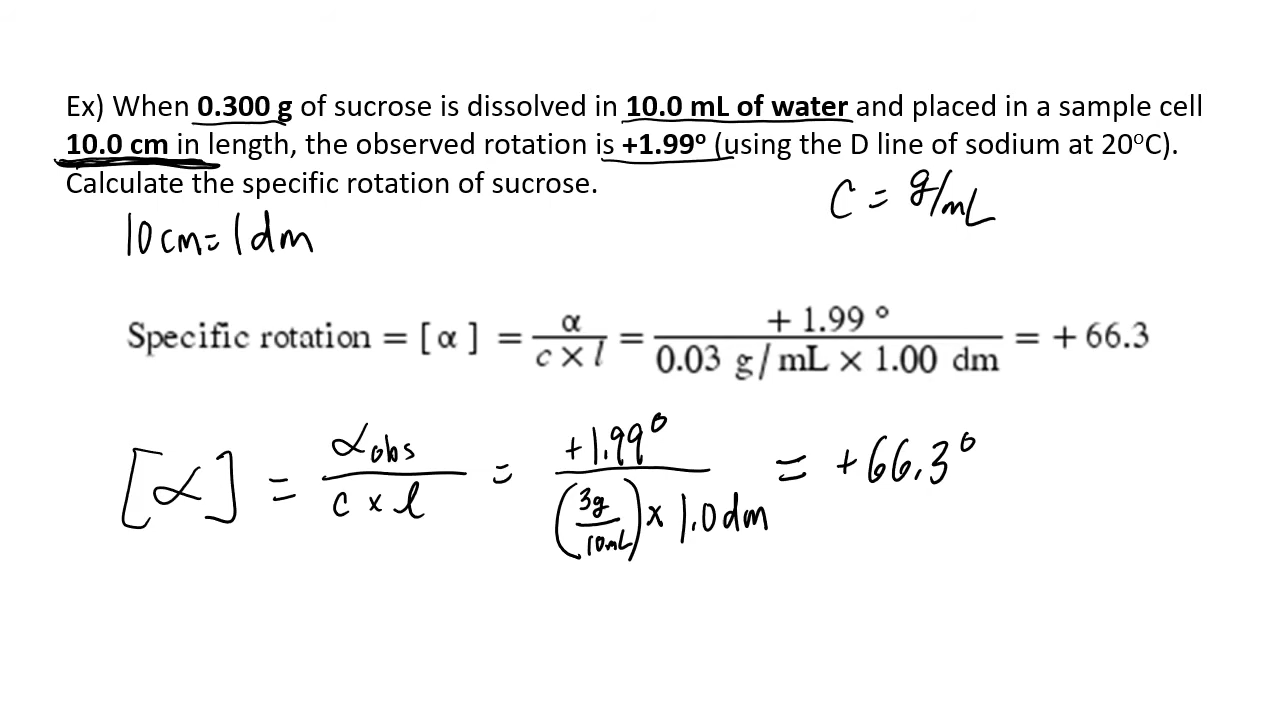 Ex) When 0.300 g of sucrose is dissolved in 10.0 mL of water and placed in a sample cell
10.0 cm in length, the observed rotation is +1.99° (using the D line of sodium at 20°C).
Calculate the specific rotation of sucrose.
C = g/mL
10 cm = 1 dm
Specific rotation = [α] = α / c × l = +1.99 ° / 0.03 g/mL × 1.00 dm = +66.3
[α] = α obs / c × l = +1.99° / (3g / 10mL) × 1.0 dm = +66.3°